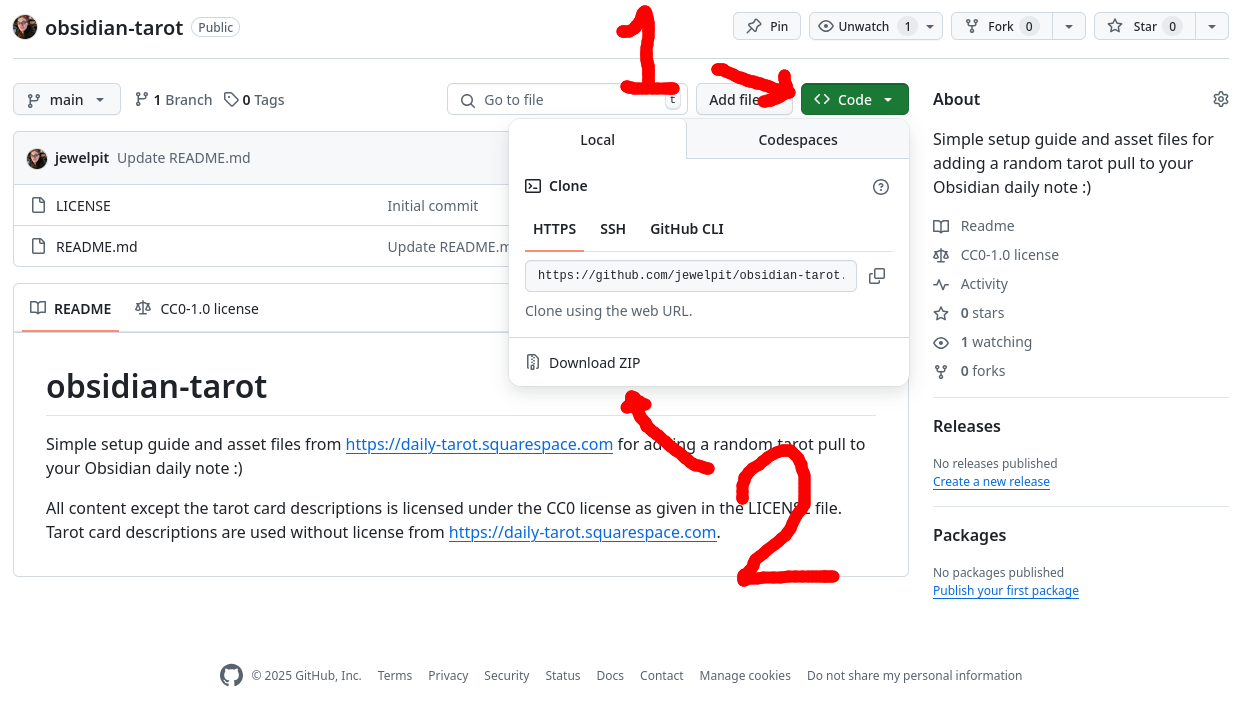 obsidian-tarot Public
Pin Unwatch 1 Fork 0 Star 0
1
main 1 Branch 0 Tags Go to file t Add file Code
jewelpit Update README.md
LICENSE Initial commit
README.md Update README.m
README CC0-1.0 license
Local Codespaces
Clone
HTTPS SSH GitHub CLI
https://github.com/jewelpit/obsidian-tarot.
Clone using the web URL.
Download ZIP
2
obsidian-tarot
Simple setup guide and asset files from https://daily-tarot.squarespace.com for adding a random tarot pull to
your Obsidian daily note :)
All content except the tarot card descriptions is licensed under the CC0 license as given in the LICENSE file.
Tarot card descriptions are used without license from https://daily-tarot.squarespace.com.
About
Simple setup guide and asset files for
adding a random tarot pull to your
Obsidian daily note :)
Readme
CC0-1.0 license
Activity
0 stars
1 watching
0 forks
Releases
No releases published
Create a new release
Packages
No packages published
Publish your first package
© 2025 GitHub, Inc. Terms Privacy Security Status Docs Contact Manage cookies Do not share my personal information